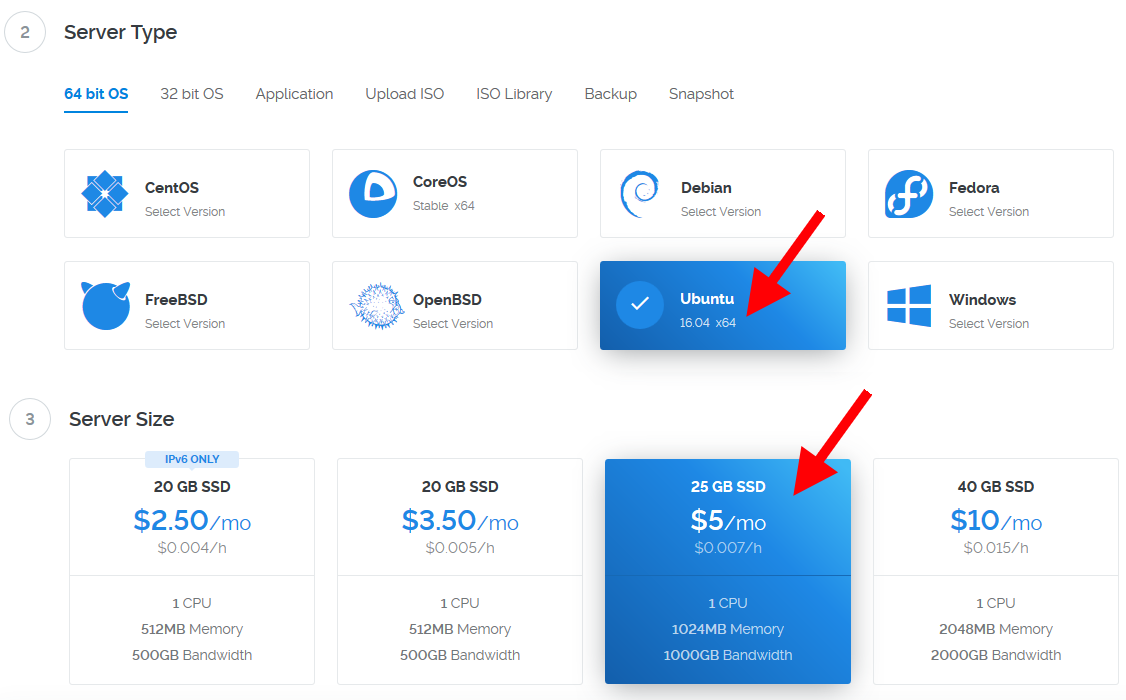 2 Server Type
64 bit OS 32 bit OS Application Upload ISO ISO Library Backup Snapshot
CentOS
Select Version
CoreOS
Stable x64
Debian
Select Version
Fedora
Select Version
FreeBSD
Select Version
OpenBSD
Select Version
Ubuntu
16.04 x64
Windows
Select Version
3 Server Size
IPv6 ONLY
20 GB SSD
$2.50/mo
$0.004/h
1 CPU
512MB Memory
500GB Bandwidth
20 GB SSD
$3.50/mo
$0.005/h
1 CPU
512MB Memory
500GB Bandwidth
25 GB SSD
$5/mo
$0.007/h
1 CPU
1024MB Memory
1000GB Bandwidth
40 GB SSD
$10/mo
$0.015/h
1 CPU
2048MB Memory
2000GB Bandwidth